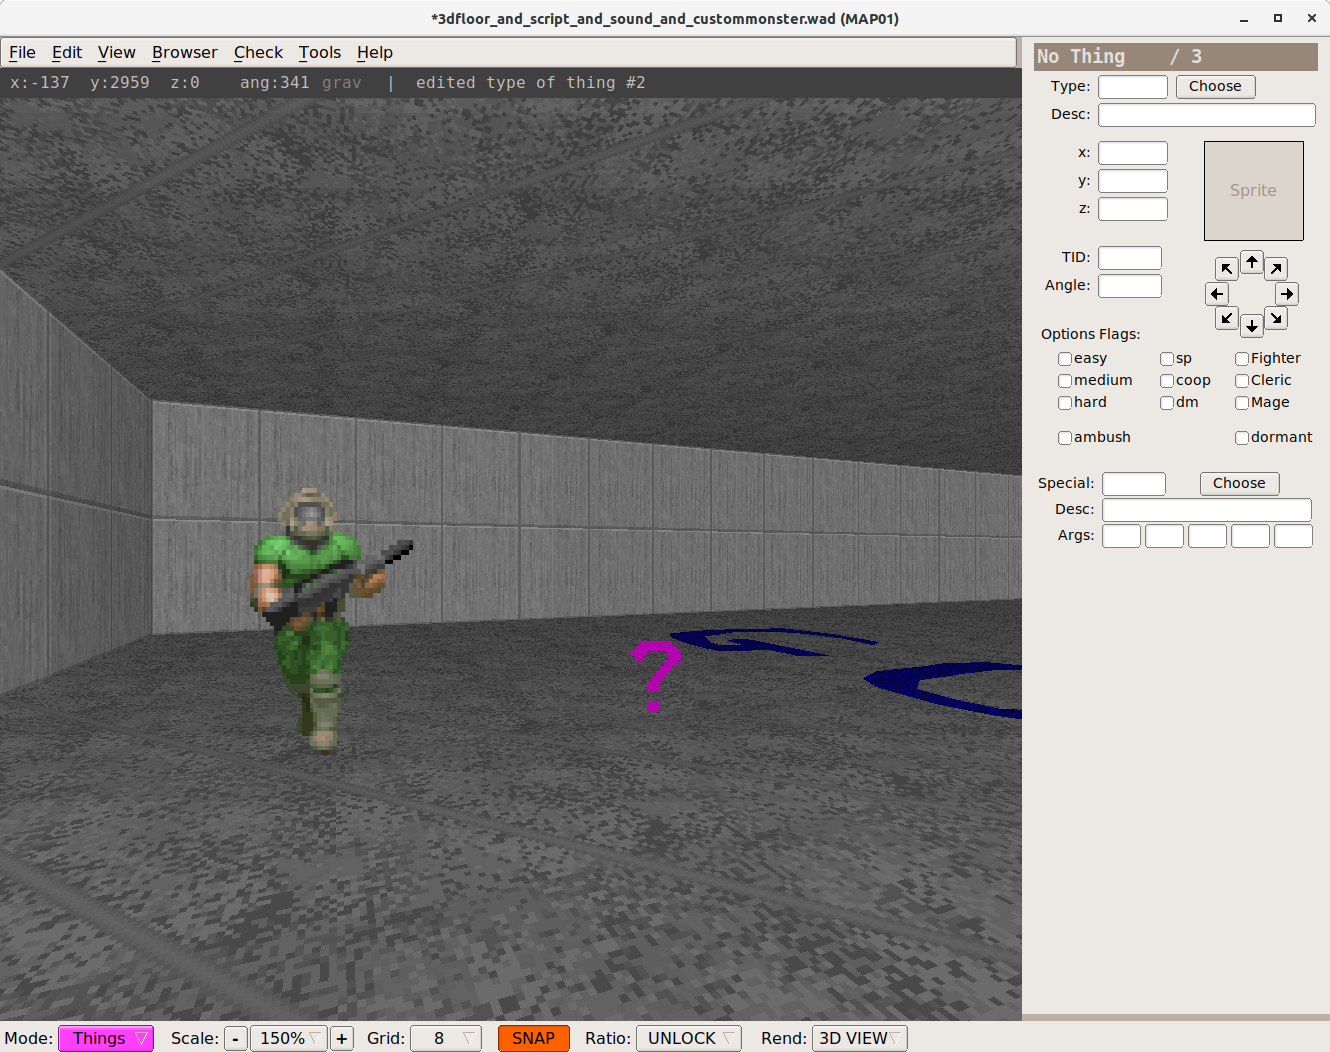 *3dfloor_and_script_and_sound_and_custommonster.wad (MAP01)
File Edit View Browser Check Tools Help
x:-137 y:2959 z:0 ang:341 grav | edited type of thing #2
No Thing / 3
Type: Choose
Desc:
x:
y:
z:
Sprite
TID:
Angle:
Options Flags:
easy sp Fighter
medium coop Cleric
hard dm Mage
ambush dormant
Special: Choose
Desc:
Args:
?
Mode: Things Scale: - 150% + Grid: 8 SNAP Ratio: UNLOCK Rend: 3D VIEW